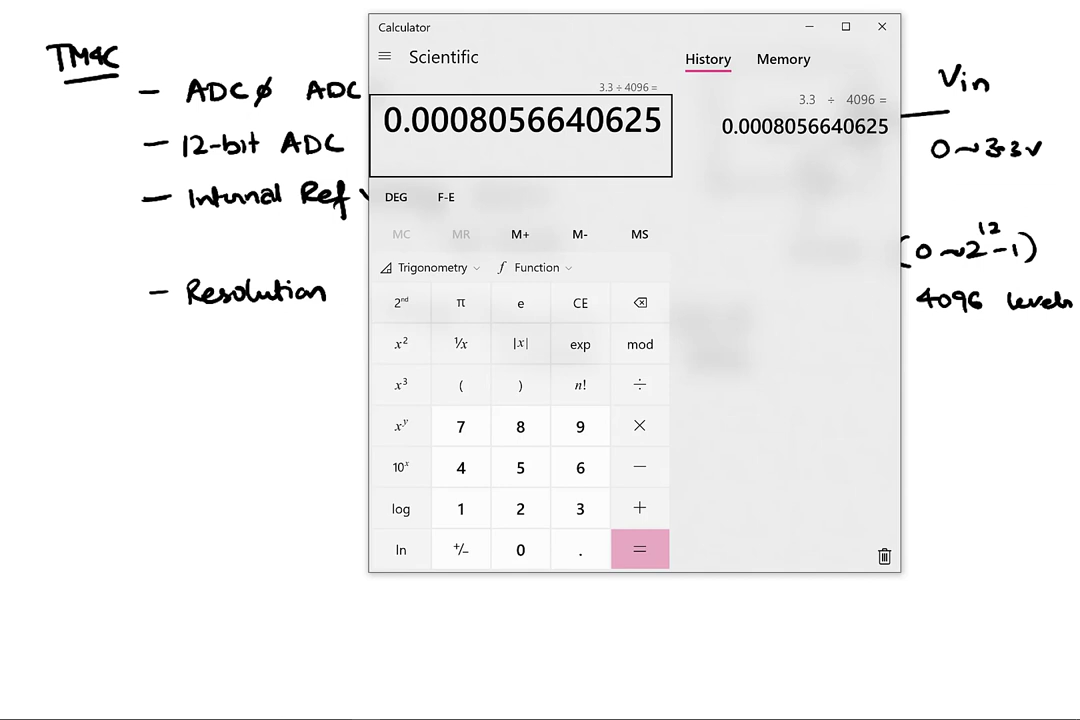 TM4C
- ADCϕ ADC
- 12-bit ADC
- Internal Ref
- Resolution
Calculator
Scientific
3.3 ÷ 4096 =
0.0008056640625
DEG F-E
MC MR M+ M- MS
Trigonometry f Function
2nd π e CE
x² ¹/x |x| exp mod
x³ ( ) n! ÷
xʸ 7 8 9 ×
10ˣ 4 5 6 −
log 1 2 3 +
ln +/− 0 . =
History Memory
3.3 ÷ 4096 =
0.0008056640625
Vin
0 ~ 3.3V
(0 ~ 2¹² - 1)
4096 levels